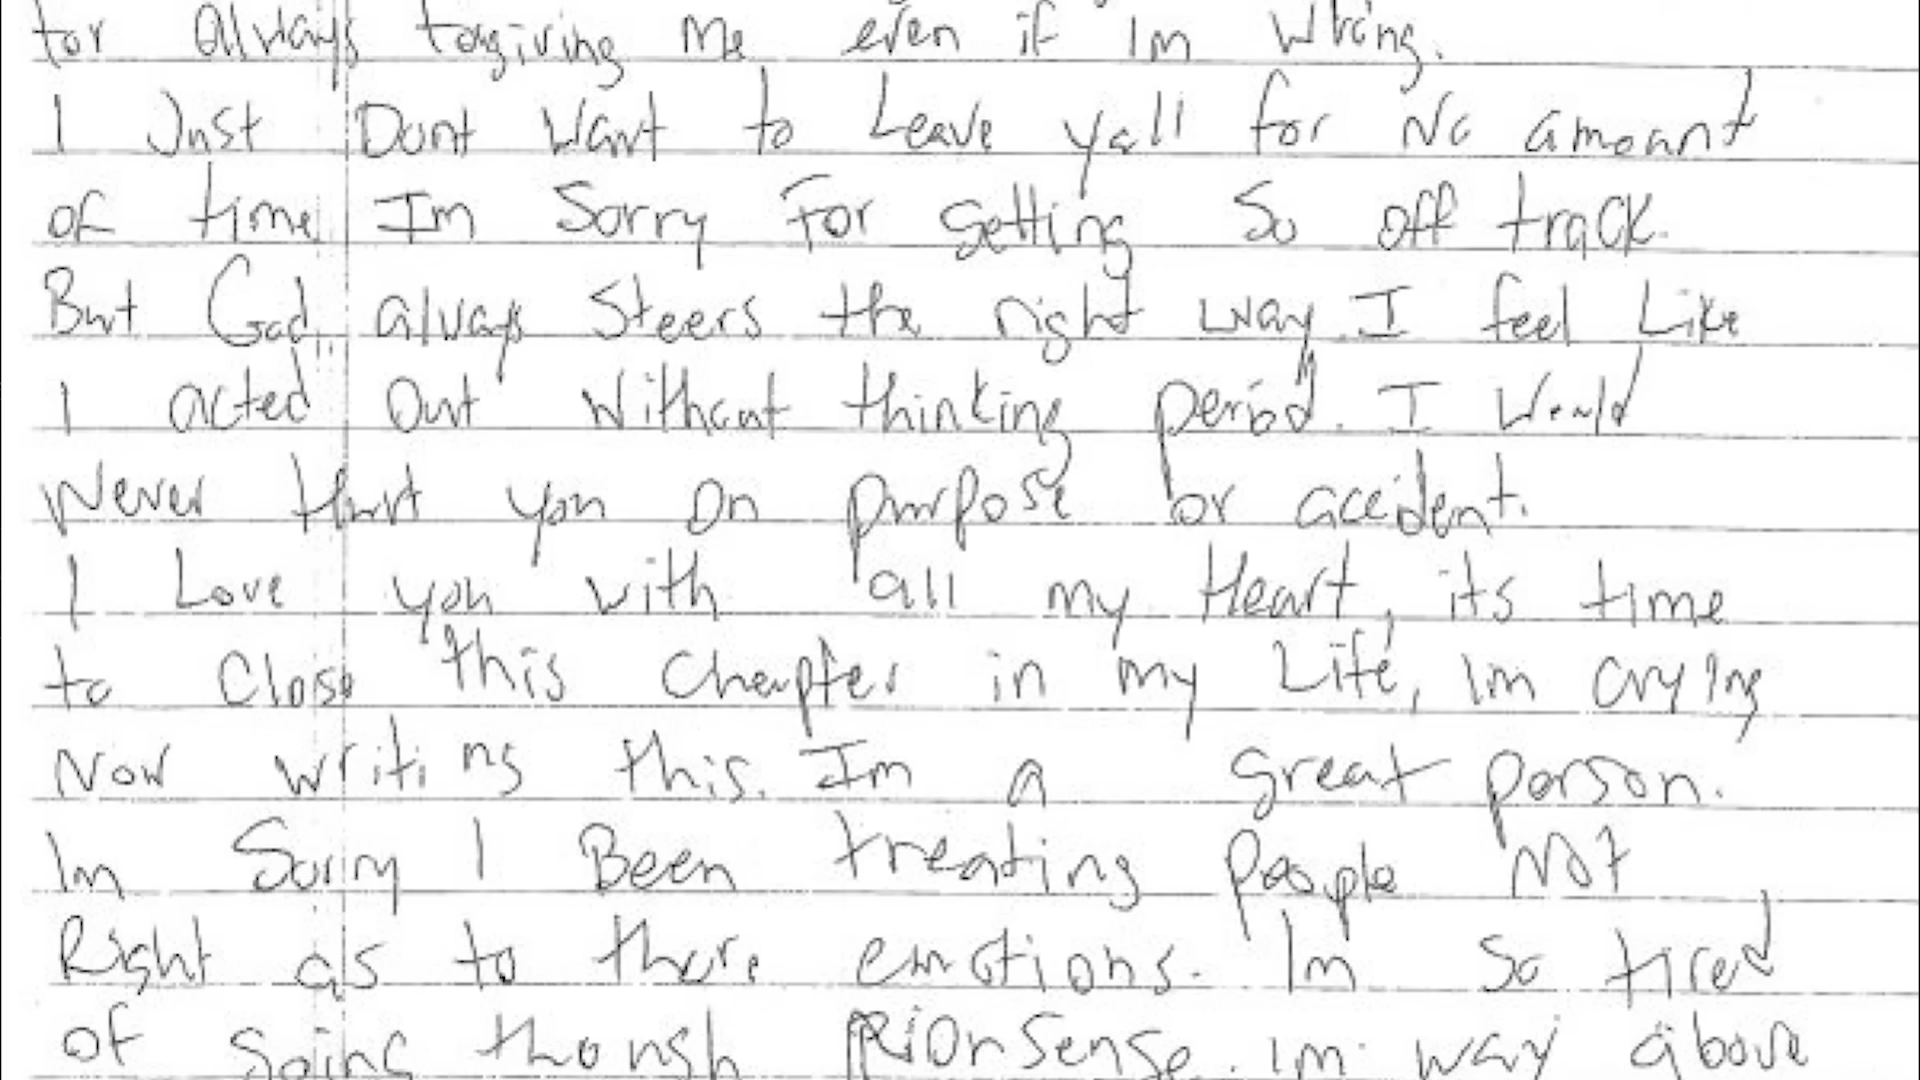 for Always forgiving Me even if Im Wrong.
I Just Dont Want to Leave yall for No amount
of time Im Sorry For getting So off track.
But God always Steers the right way I feel Like
I acted Out Without thinking period. I Would
Never Hurt you On purpose or accident.
I Love you with all my Heart, its time
to Close this Chapter in my Life, Im crying
Now writing this. Im a great person.
Im Sorry I Been treating People Not
Right as to there emotions. Im So tired
of going though Nonsense. im way above